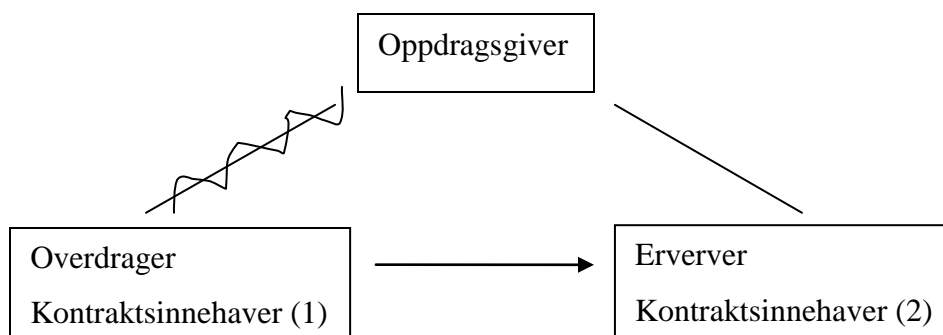 Oppdragsgiver
Overdrager
Kontraktsinnehaver (1)
Erverver
Kontraktsinnehaver (2)